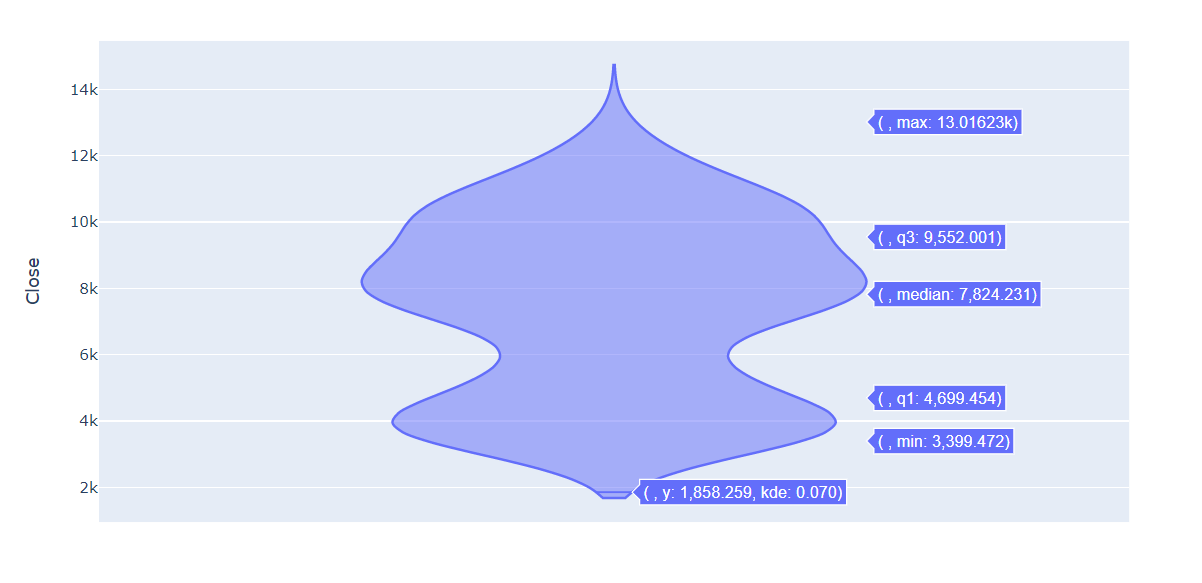 14k
( , max: 13.01623k)
12k
10k
( , q3: 9,552.001)
Close
8k
( , median: 7,824.231)
6k
( , q1: 4,699.454)
4k
( , min: 3,399.472)
2k
( , y: 1,858.259, kde: 0.070)